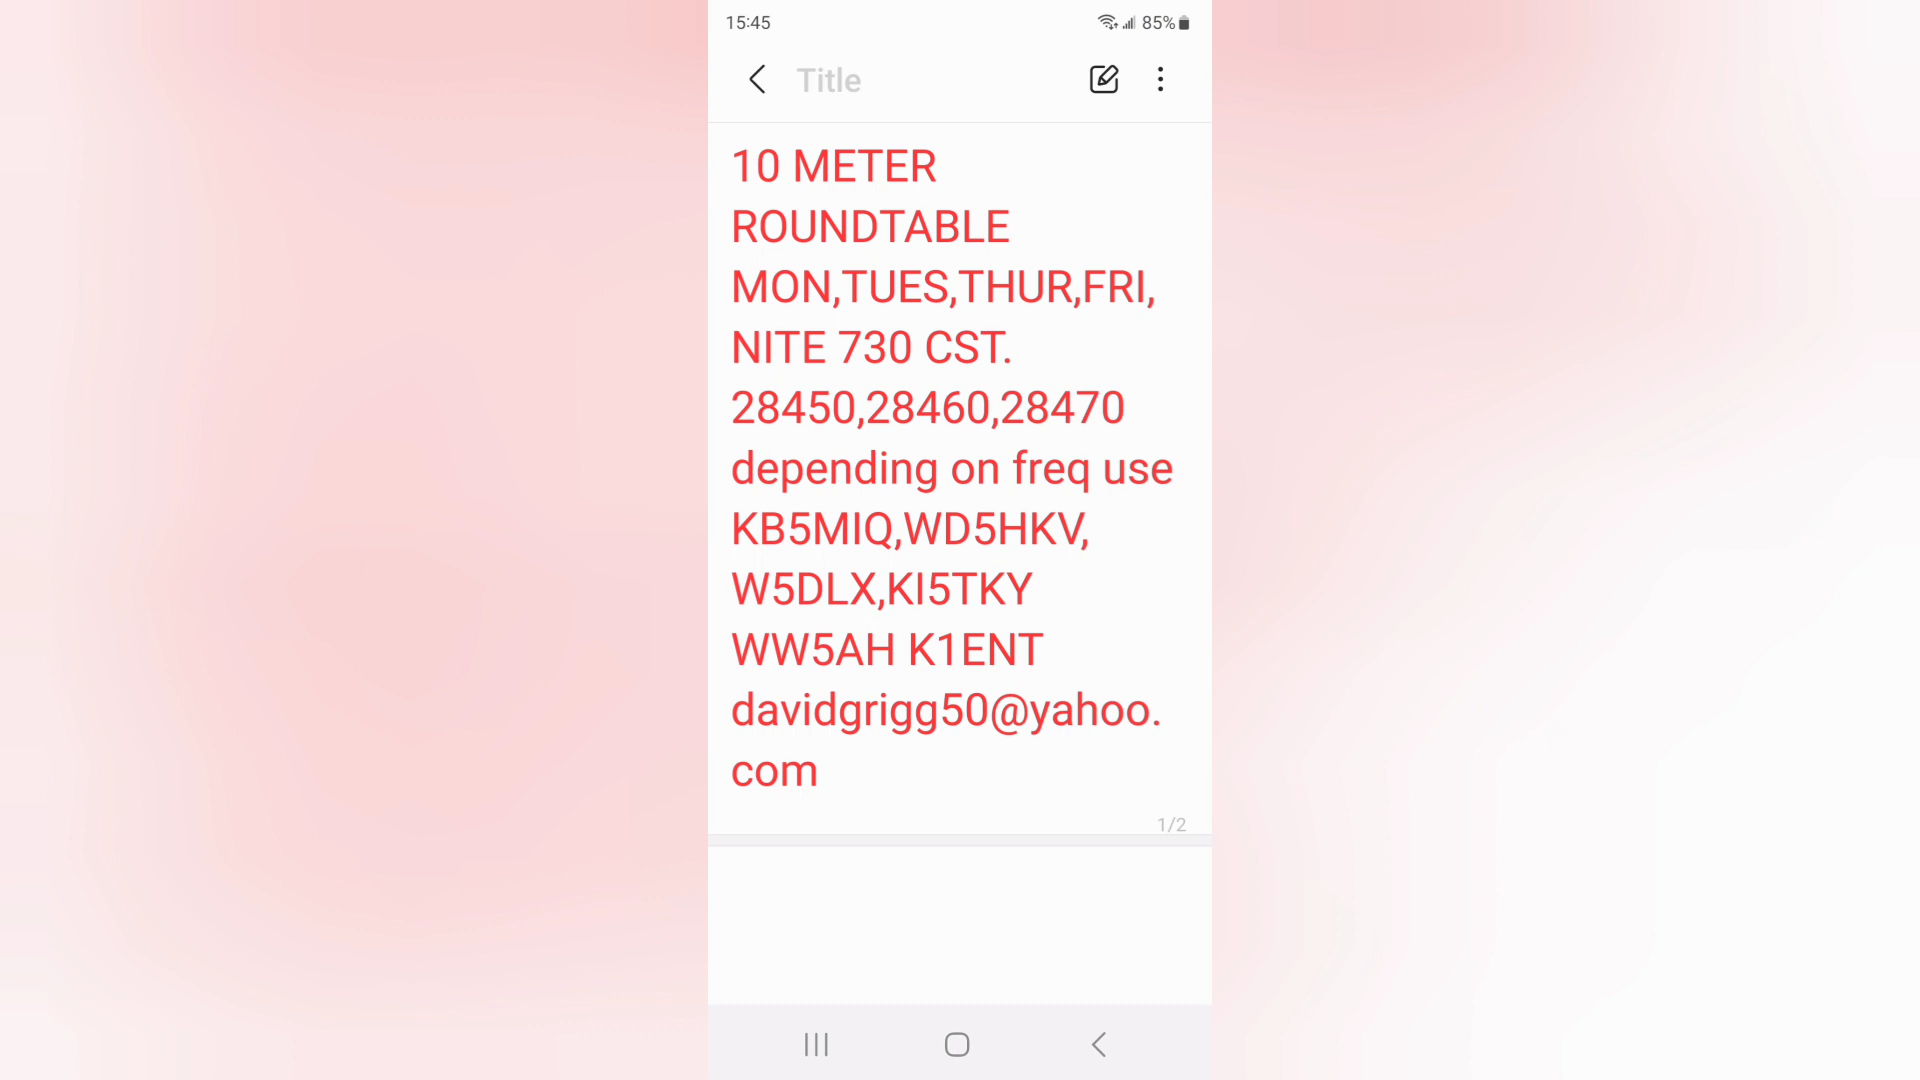 15:45
85%
Title
10 METER
ROUNDTABLE
MON,TUES,THUR,FRI,
NITE 730 CST.
28450,28460,28470
depending on freq use
KB5MIQ,WD5HKV,
W5DLX,KI5TKY
WW5AH K1ENT
davidgrigg50@yahoo.
com
1/2